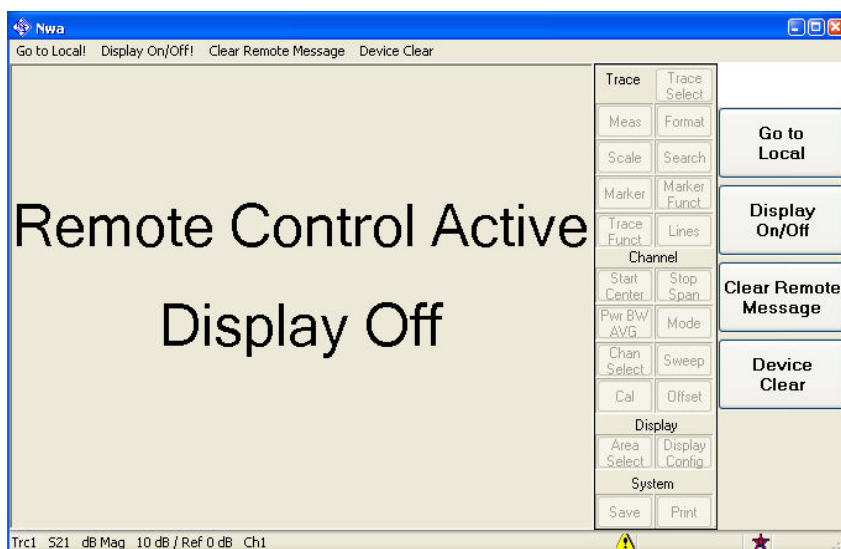 Nwa
Go to Local! Display On/Off! Clear Remote Message Device Clear
Remote Control Active
Display Off
Trace
Trace Select
Meas
Format
Scale
Search
Marker
Marker Funct
Trace Funct
Lines
Channel
Start Center
Stop Span
Pwr BW AVG
Mode
Chan Select
Sweep
Cal
Offset
Display
Area Select
Display Config
System
Save
Print
Go to
Local
Display
On/Off
Clear Remote
Message
Device
Clear
Trc1 S21 dB Mag 10 dB / Ref 0 dB Ch1